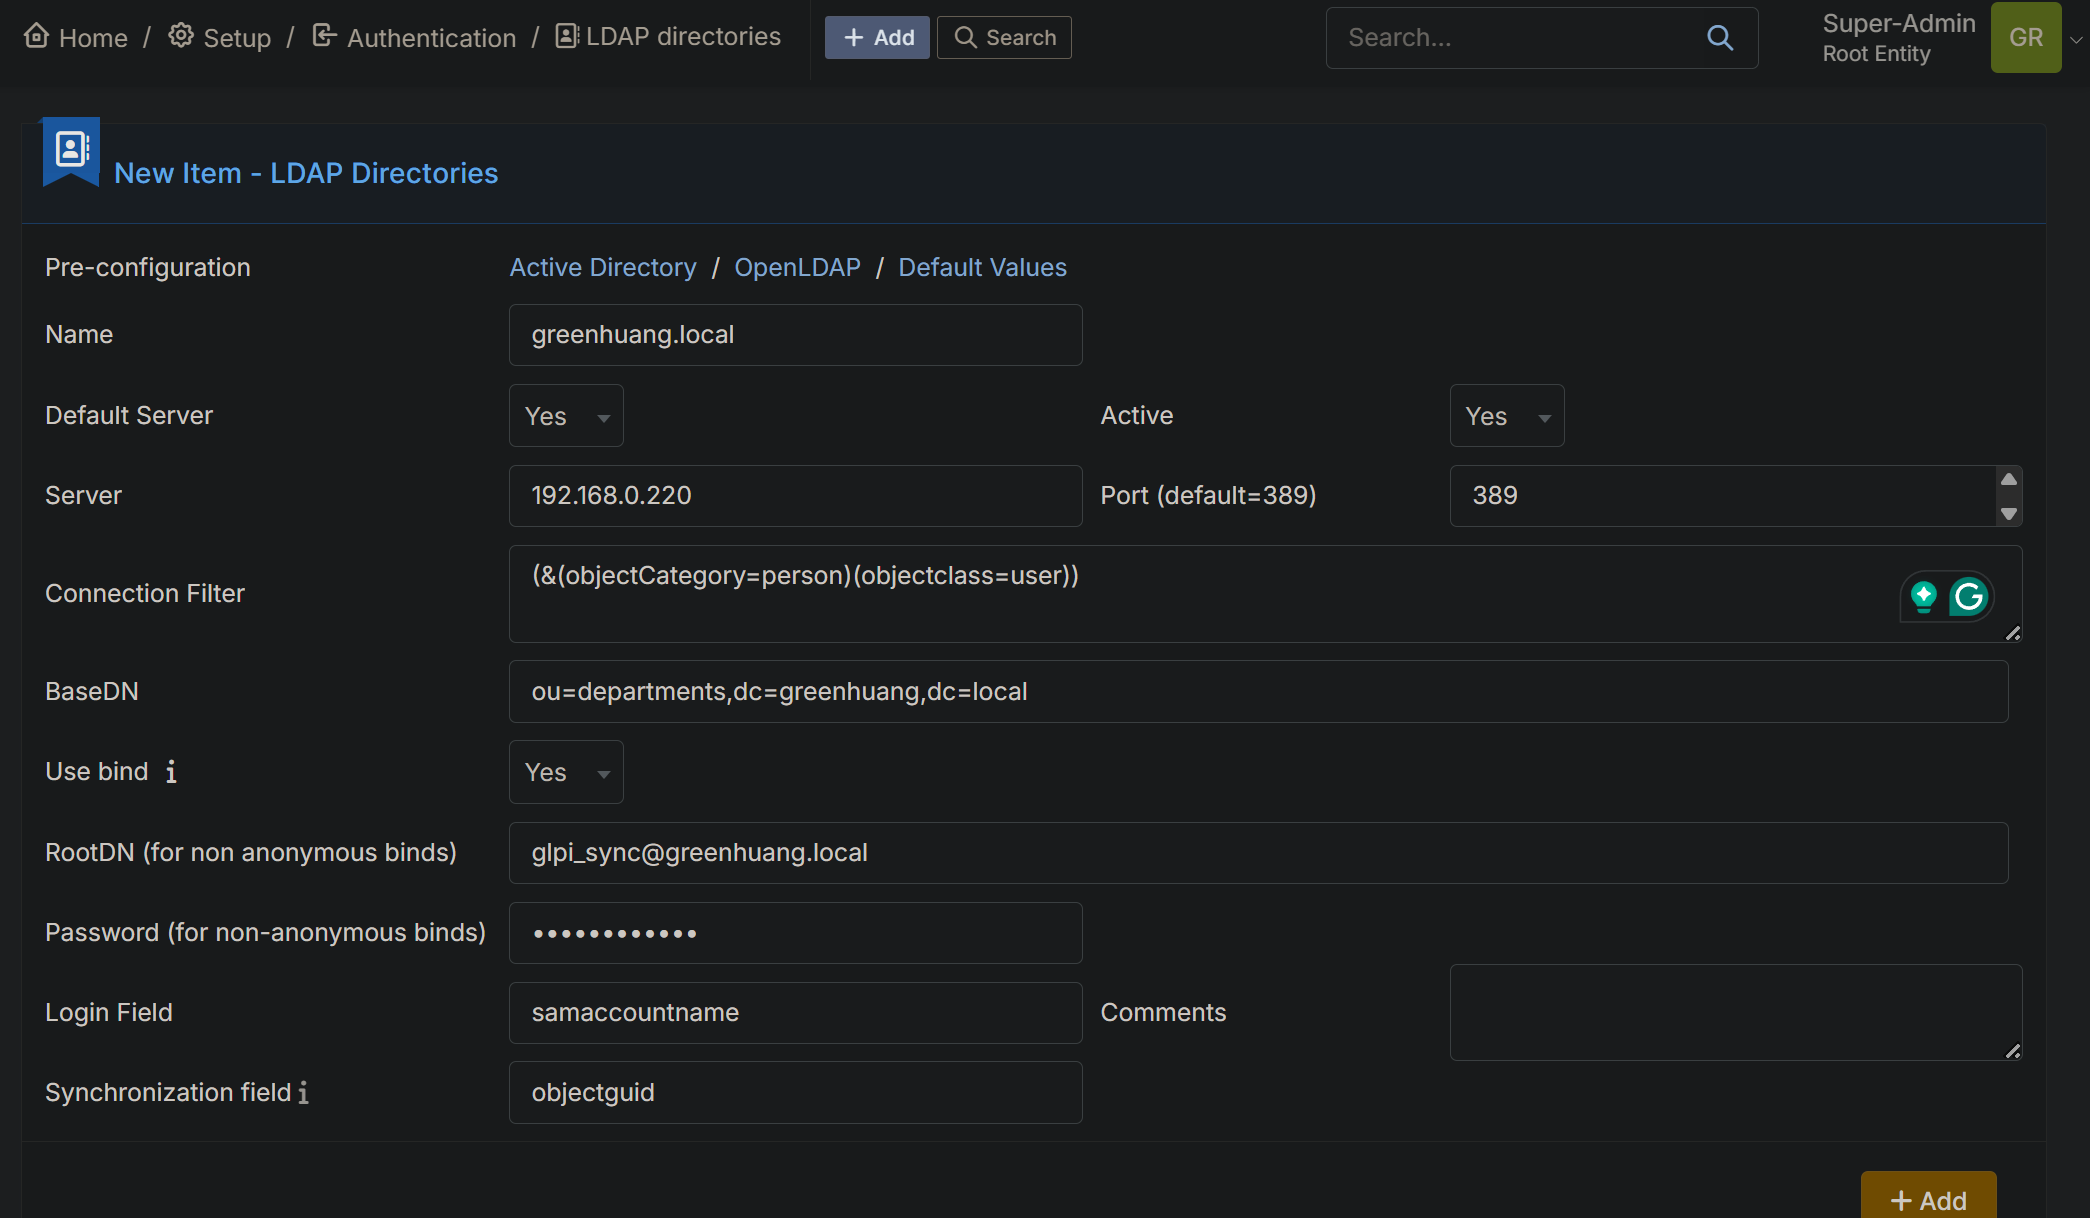 Home / Setup / Authentication / LDAP directories + Add Search Search... Super-Admin GR
Root Entity
New Item - LDAP Directories
Pre-configuration Active Directory / OpenLDAP / Default Values
Name greenhuang.local
Default Server Yes Active Yes
Server 192.168.0.220 Port (default=389) 389
Connection Filter (&(objectCategory=person)(objectclass=user))
BaseDN ou=departments,dc=greenhuang,dc=local
Use bind Yes
RootDN (for non anonymous binds) glpi_sync@greenhuang.local
Password (for non-anonymous binds) ••••••••••••
Login Field samaccountname Comments
Synchronization field objectguid
+ Add